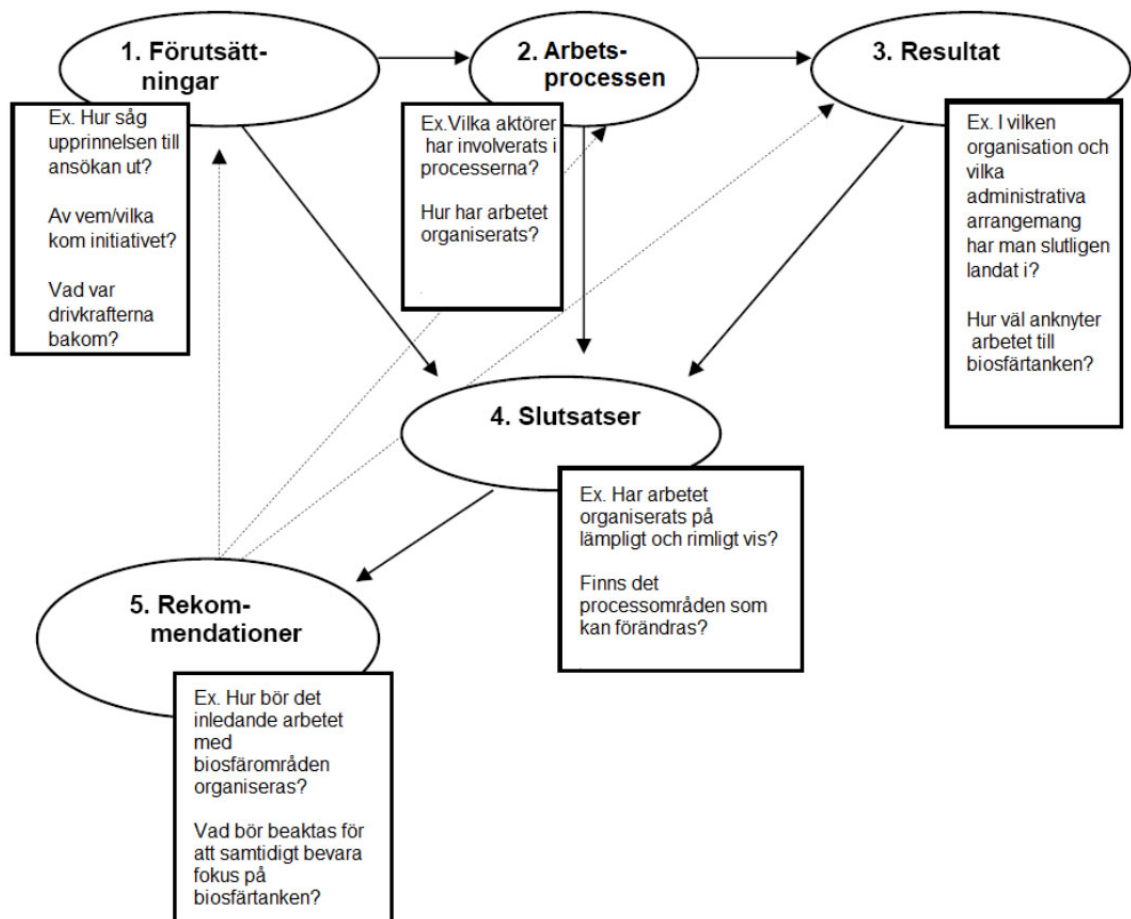 1. Förutsätt-
ningar
Ex. Hur såg
upprinnelsen till
ansökan ut?
Av vem/vilka
kom initiativet?
Vad var
drivkrafterna
bakom?
2. Arbets-
processen
Ex.Vilka aktörer
har involverats i
processerna?
Hur har arbetet
organiserats?
3. Resultat
Ex. I vilken
organisation och
vilka
administrativa
arrangemang
har man slutligen
landat i?
Hur väl anknyter
arbetet till
biosfärtanken?
4. Slutsatser
Ex. Har arbetet
organiserats på
lämpligt och rimligt vis?
Finns det
processområden som
kan förändras?
5. Rekom-
mendationer
Ex. Hur bör det
inledande arbetet
med
biosfärområden
organiseras?
Vad bör beaktas för
att samtidigt bevara
fokus på
biosfärtanken?